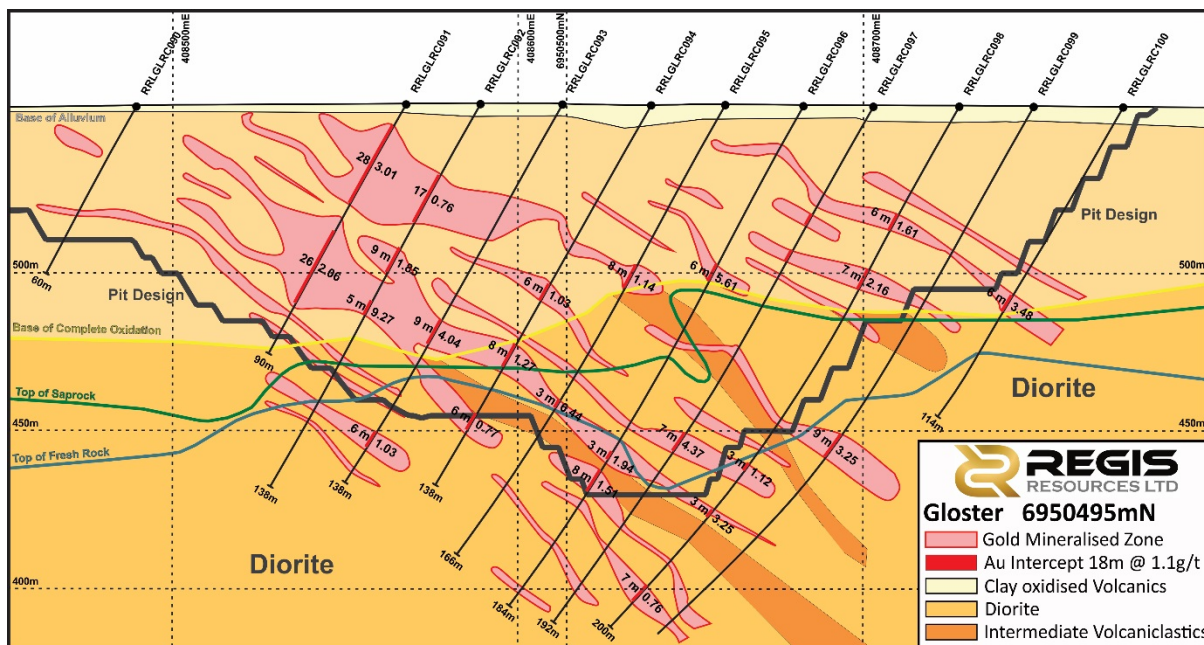 RRLGLRC090
408500mE
RRLGLRC091
RRLGLRC092
408600mE
6950500mN
RRLGLRC093
RRLGLRC094
RRLGLRC095
RRLGLRC096
408700mE
RRLGLRC097
RRLGLRC098
RRLGLRC099
RRLGLRC100
Base of Alluvium
28 3.01
17 0.76
6 m 1.61
Pit Design
26 2.06
9 m 1.85
500m
60m
Pit Design
5 m 9.27
6 m 1.03
8 m 1.14
6 m 5.61
7 m 2.16
6 m 3.48
500m
Base of Complete Oxidation
9 m 4.04
8 m 1.27
90m
Diorite
Top of Saprock
3 m 6.44
114m
450m
450m
Top of Fresh Rock
6 m 1.03
6 m 0.77
7 m 4.37
9 m 3.25
3 m 1.94
3 m 1.12
138m
138m
138m
8 m 1.51
3 m 3.25
Diorite
166m
400m
7 m 0.76
184m
192m
200m
REGIS
RESOURCES LTD
Gloster 6950495mN
Gold Mineralised Zone
Au Intercept 18m @ 1.1g/t
Clay oxidised Volcanics
Diorite
Intermediate Volcaniclastics